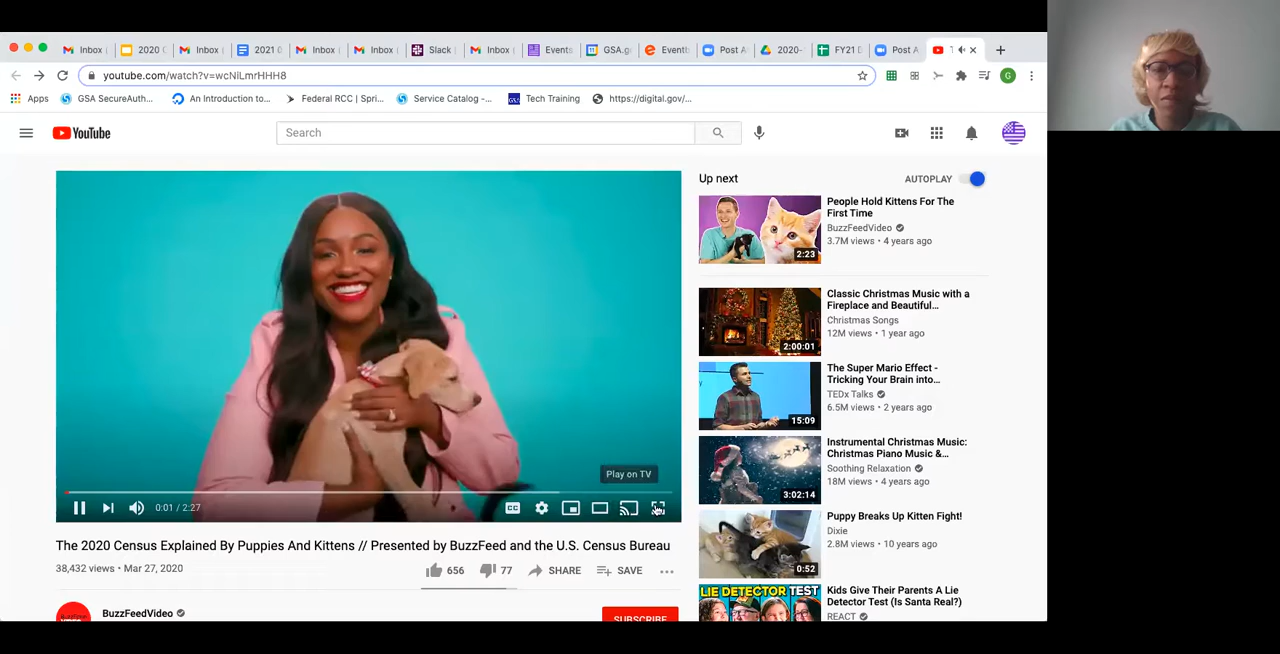 Inbox
2020
Inbox
2021
Inbox
Inbox
Slack
Inbox
Events
GSA.g
Eventb
Post A
2020-
FY21
Post A
youtube.com/watch?v=wcNiLmrHHH8
G
Apps
GSA SecureAuth...
An Introduction to...
Federal RCC | Spri...
Service Catalog -...
Tech Training
https://digital.gov/...
YouTube
Search
Play on TV
0:01 / 2:27
CC
The 2020 Census Explained By Puppies And Kittens // Presented by BuzzFeed and the U.S. Census Bureau
38,432 views • Mar 27, 2020
656
77
SHARE
SAVE
BuzzFeedVideo
SUBSCRIBE
Up next
AUTOPLAY
2:23
People Hold Kittens For The
First Time
BuzzFeedVideo
3.7M views • 4 years ago
2:00:01
Classic Christmas Music with a
Fireplace and Beautiful...
Christmas Songs
12M views • 1 year ago
15:09
The Super Mario Effect -
Tricking Your Brain into...
TEDx Talks
6.5M views • 2 years ago
3:02:14
Instrumental Christmas Music:
Christmas Piano Music &...
Soothing Relaxation
18M views • 4 years ago
0:52
Puppy Breaks Up Kitten Fight!
Dixie
2.8M views • 10 years ago
LIE DETECTOR TEST
Kids Give Their Parents A Lie
Detector Test (Is Santa Real?)
REACT